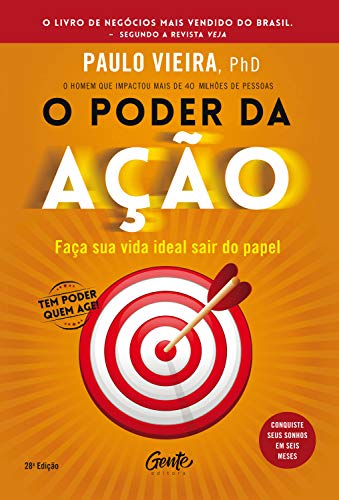 O LIVRO DE NEGÓCIOS MAIS VENDIDO DO BRASIL.
– SEGUNDO A REVISTA VEJA
PAULO VIEIRA, PhD
O HOMEM QUE IMPACTOU MAIS DE 40 MILHÕES DE PESSOAS
O PODER DA
AÇÃO
Faça sua vida ideal sair do papel
TEM PODER
QUEM AGE!
CONQUISTE
SEUS SONHOS
EM SEIS
MESES
28ª Edição
Gente
editora